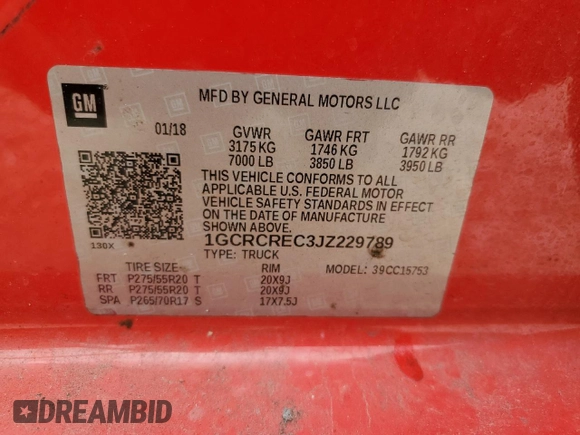 GM
MFD BY GENERAL MOTORS LLC
01/18 GVWR GAWR FRT GAWR RR
3175 KG 1746 KG 1792 KG
7000 LB 3850 LB 3950 LB
THIS VEHICLE CONFORMS TO ALL
APPLICABLE U.S. FEDERAL MOTOR
VEHICLE SAFETY STANDARDS IN EFFECT
ON THE DATE OF MANUFACTURE
SHOWN ABOVE.
130X 1GCRCREC3JZ229789
TYPE: TRUCK
TIRE SIZE RIM MODEL: 39CC15753
FRT P275/55R20 T 20X9J
RR P275/55R20 T 20X9J
SPA P265/70R17 S 17X7.5J
DREAMBID